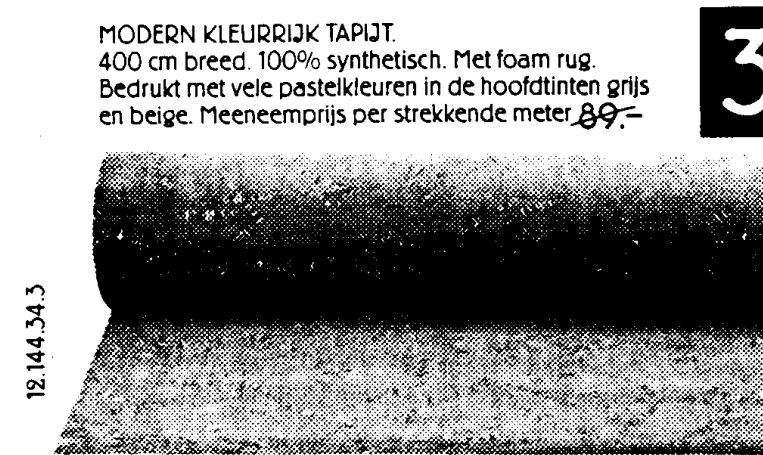 MODERN KLEURRIJK TAPIJT.
400 cm breed. 100% synthetisch. Met foam rug.
Bedrukt met vele pastelkleuren in de hoofdtinten grijs
en beige. Meeneemprijs per strekkende meter 89.-
3
12.144.34.3